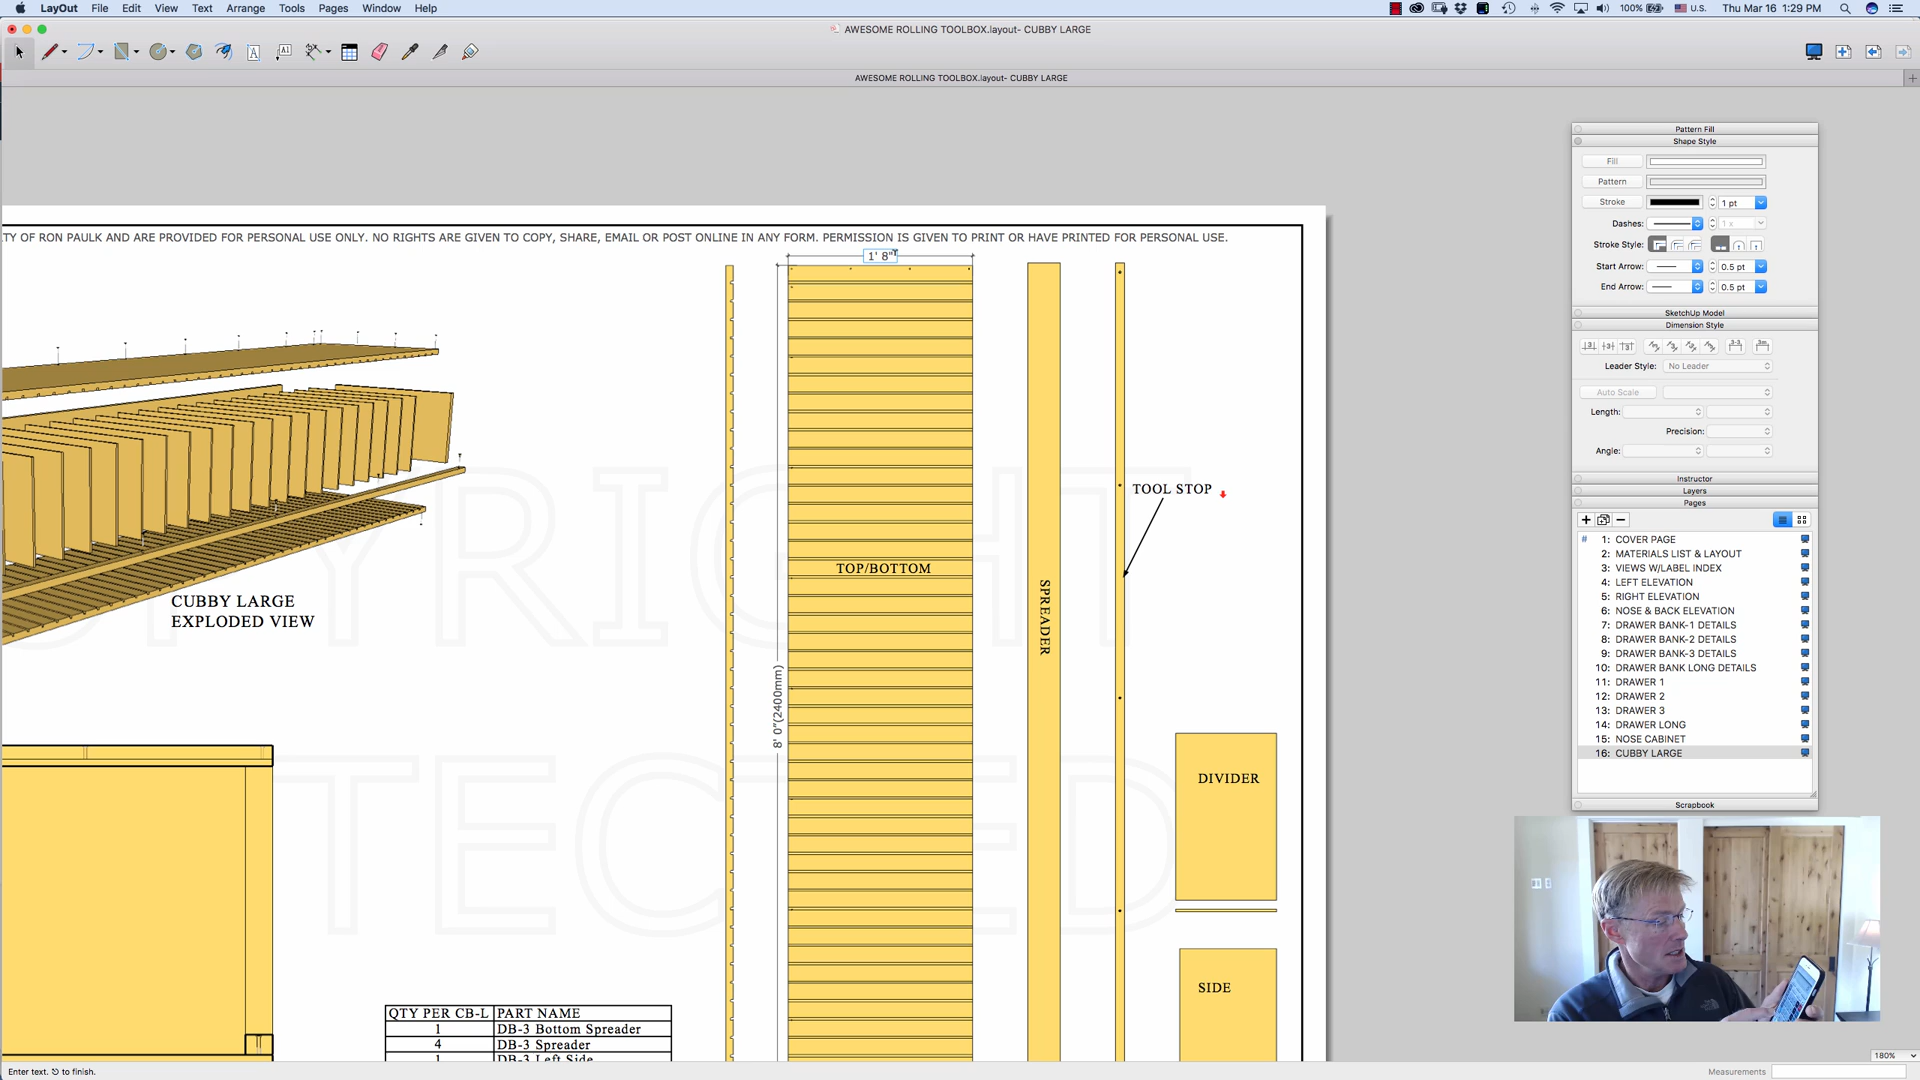 LayOut File Edit View Text Arrange Tools Pages Window Help
100% U.S. Thu Mar 16 1:29 PM
AWESOME ROLLING TOOLBOX.layout- CUBBY LARGE
AWESOME ROLLING TOOLBOX.layout- CUBBY LARGE
TY OF RON PAULK AND ARE PROVIDED FOR PERSONAL USE ONLY. NO RIGHTS ARE GIVEN TO COPY, SHARE, EMAIL OR POST ONLINE IN ANY FORM. PERMISSION IS GIVEN TO PRINT OR HAVE PRINTED FOR PERSONAL USE.
1' 8"
TOOL STOP
TOP/BOTTOM
SPREADER
8' 0"(2400mm)
CUBBY LARGE
EXPLODED VIEW
DIVIDER
SIDE
OPYRIGHT
TECTED
QTY PER CB-L PART NAME
1 DB-3 Bottom Spreader
4 DB-3 Spreader
1 DB-3 Left Side
Pattern Fill
Shape Style
Fill
Pattern
Stroke 1 pt
Dashes: 1 x
Stroke Style:
Start Arrow: 0.5 pt
End Arrow: 0.5 pt
SketchUp Model
Dimension Style
Leader Style: No Leader
Auto Scale
Length:
Precision:
Angle:
Instructor
Layers
Pages
# 1: COVER PAGE
2: MATERIALS LIST & LAYOUT
3: VIEWS W/LABEL INDEX
4: LEFT ELEVATION
5: RIGHT ELEVATION
6: NOSE & BACK ELEVATION
7: DRAWER BANK-1 DETAILS
8: DRAWER BANK-2 DETAILS
9: DRAWER BANK-3 DETAILS
10: DRAWER BANK LONG DETAILS
11: DRAWER 1
12: DRAWER 2
13: DRAWER 3
14: DRAWER LONG
15: NOSE CABINET
16: CUBBY LARGE
Scrapbook
180%
Enter text. ⎋ to finish.
Measurements